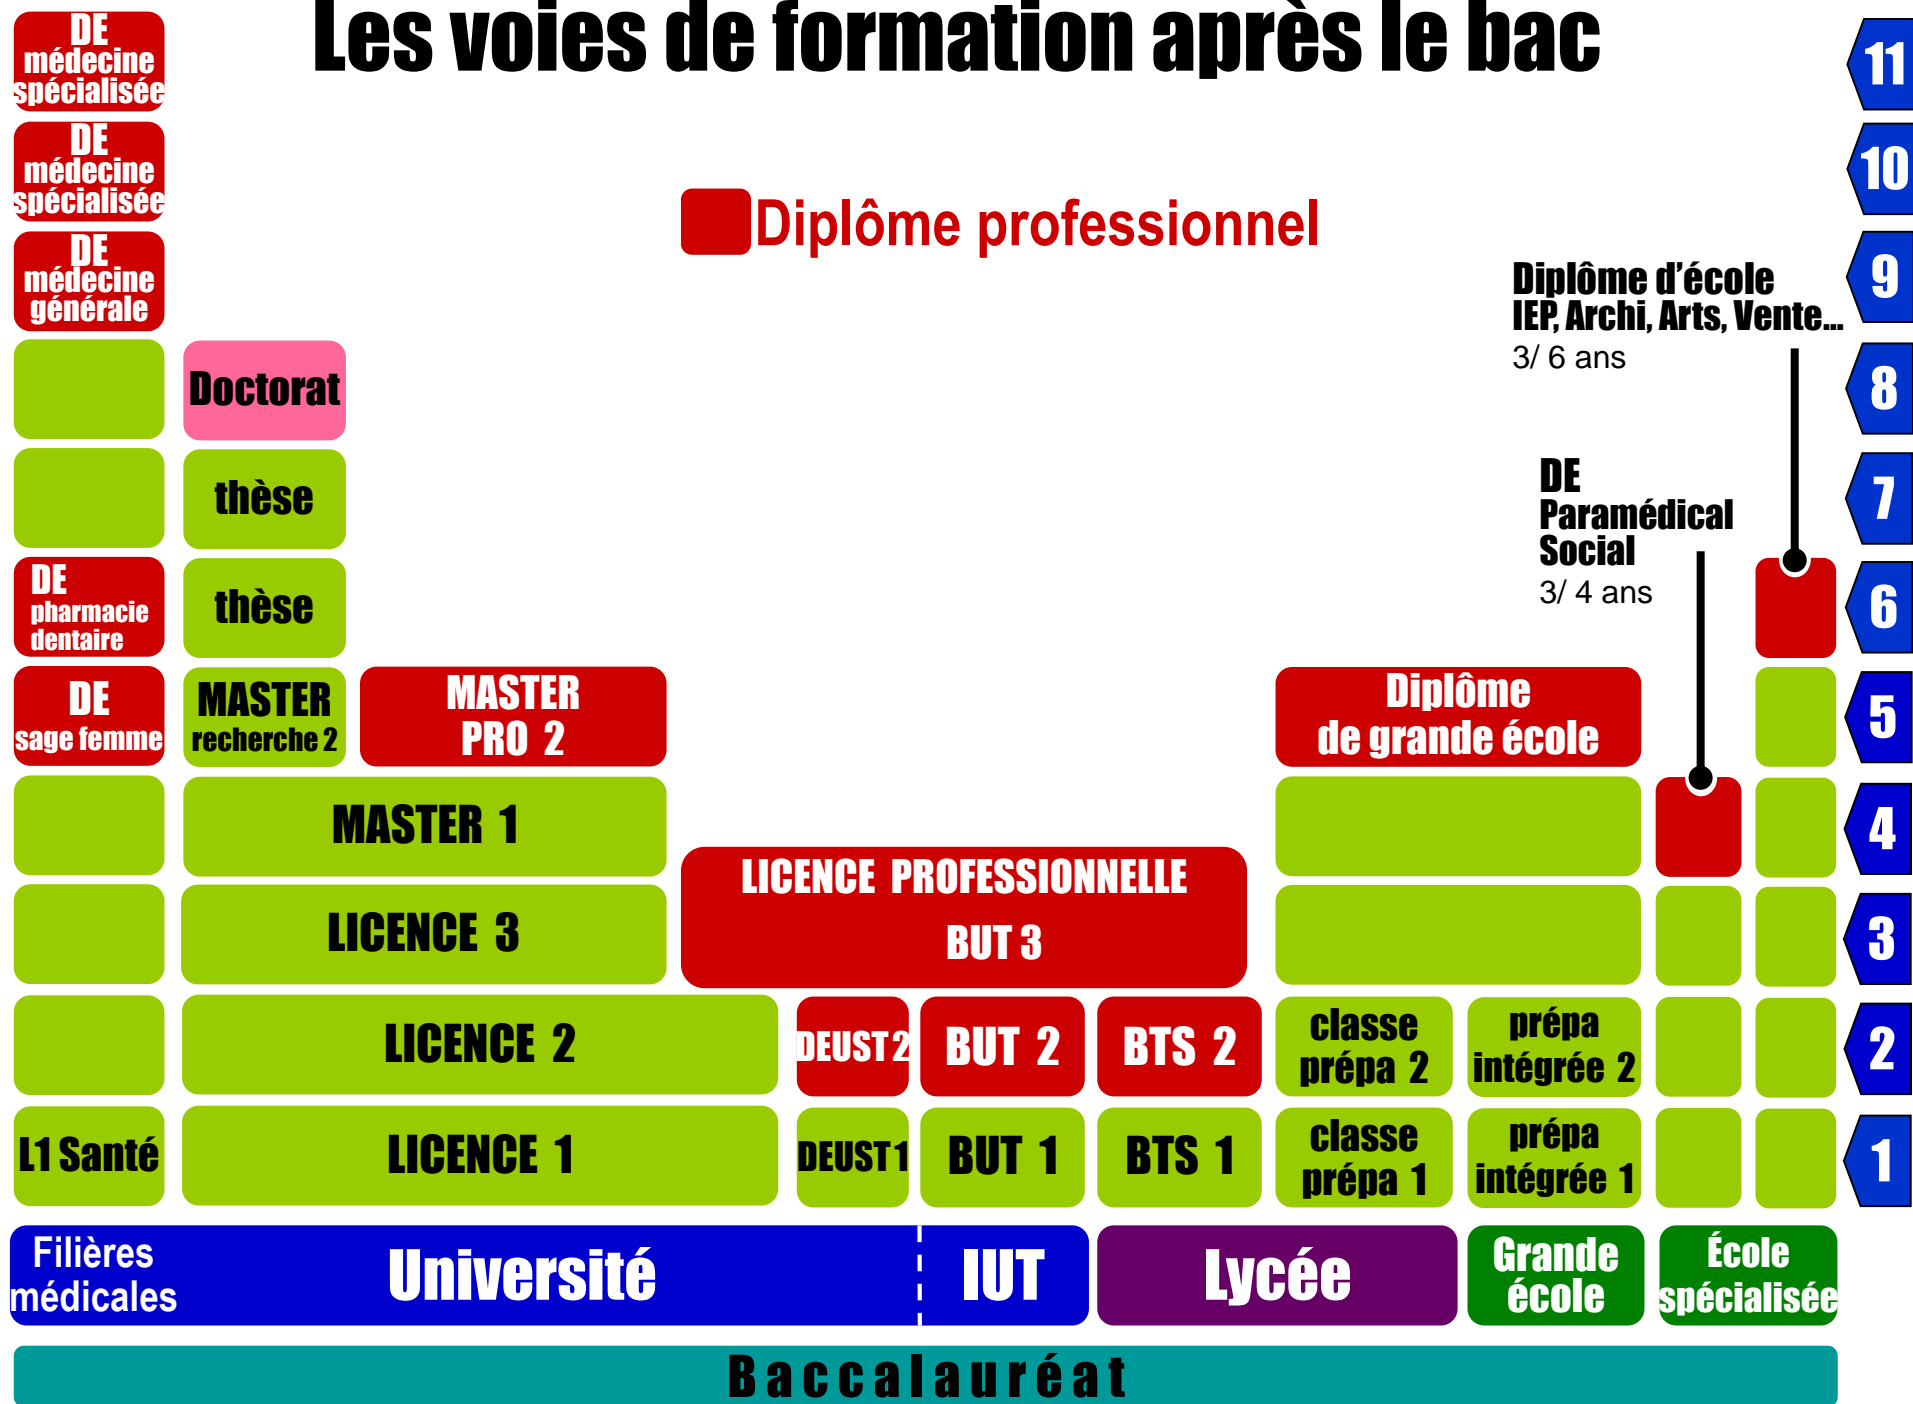 Les voies de formation après le bac
DE
médecine
spécialisée
11
DE
médecine
spécialisée
10
Diplôme professionnel
DE
médecine
générale
9
Diplôme d'école
IEP, Archi, Arts, Vente...
3/ 6 ans
Doctorat
8
thèse
7
DE
Paramédical
Social
3/ 4 ans
DE
pharmacie
dentaire
thèse
6
DE
sage femme
MASTER
recherche 2
MASTER
PRO 2
Diplôme
de grande école
5
MASTER 1
4
LICENCE PROFESSIONNELLE
BUT 3
LICENCE 3
3
LICENCE 2
DEUST 2
BUT 2
BTS 2
classe
prépa 2
prépa
intégrée 2
2
L1 Santé
LICENCE 1
DEUST 1
BUT 1
BTS 1
classe
prépa 1
prépa
intégrée 1
1
Filières
médicales
Université
IUT
Lycée
Grande
école
École
spécialisée
Baccalauréat